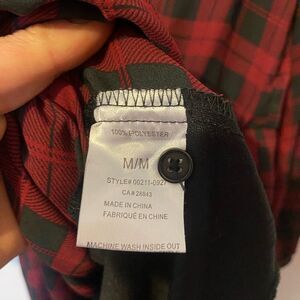 100% POLYESTER
M/M
STYLE# 00211-0927
CA# 28843
MADE IN CHINA
FABRIQUÉ EN CHINE
MACHINE WASH INSIDE OUT